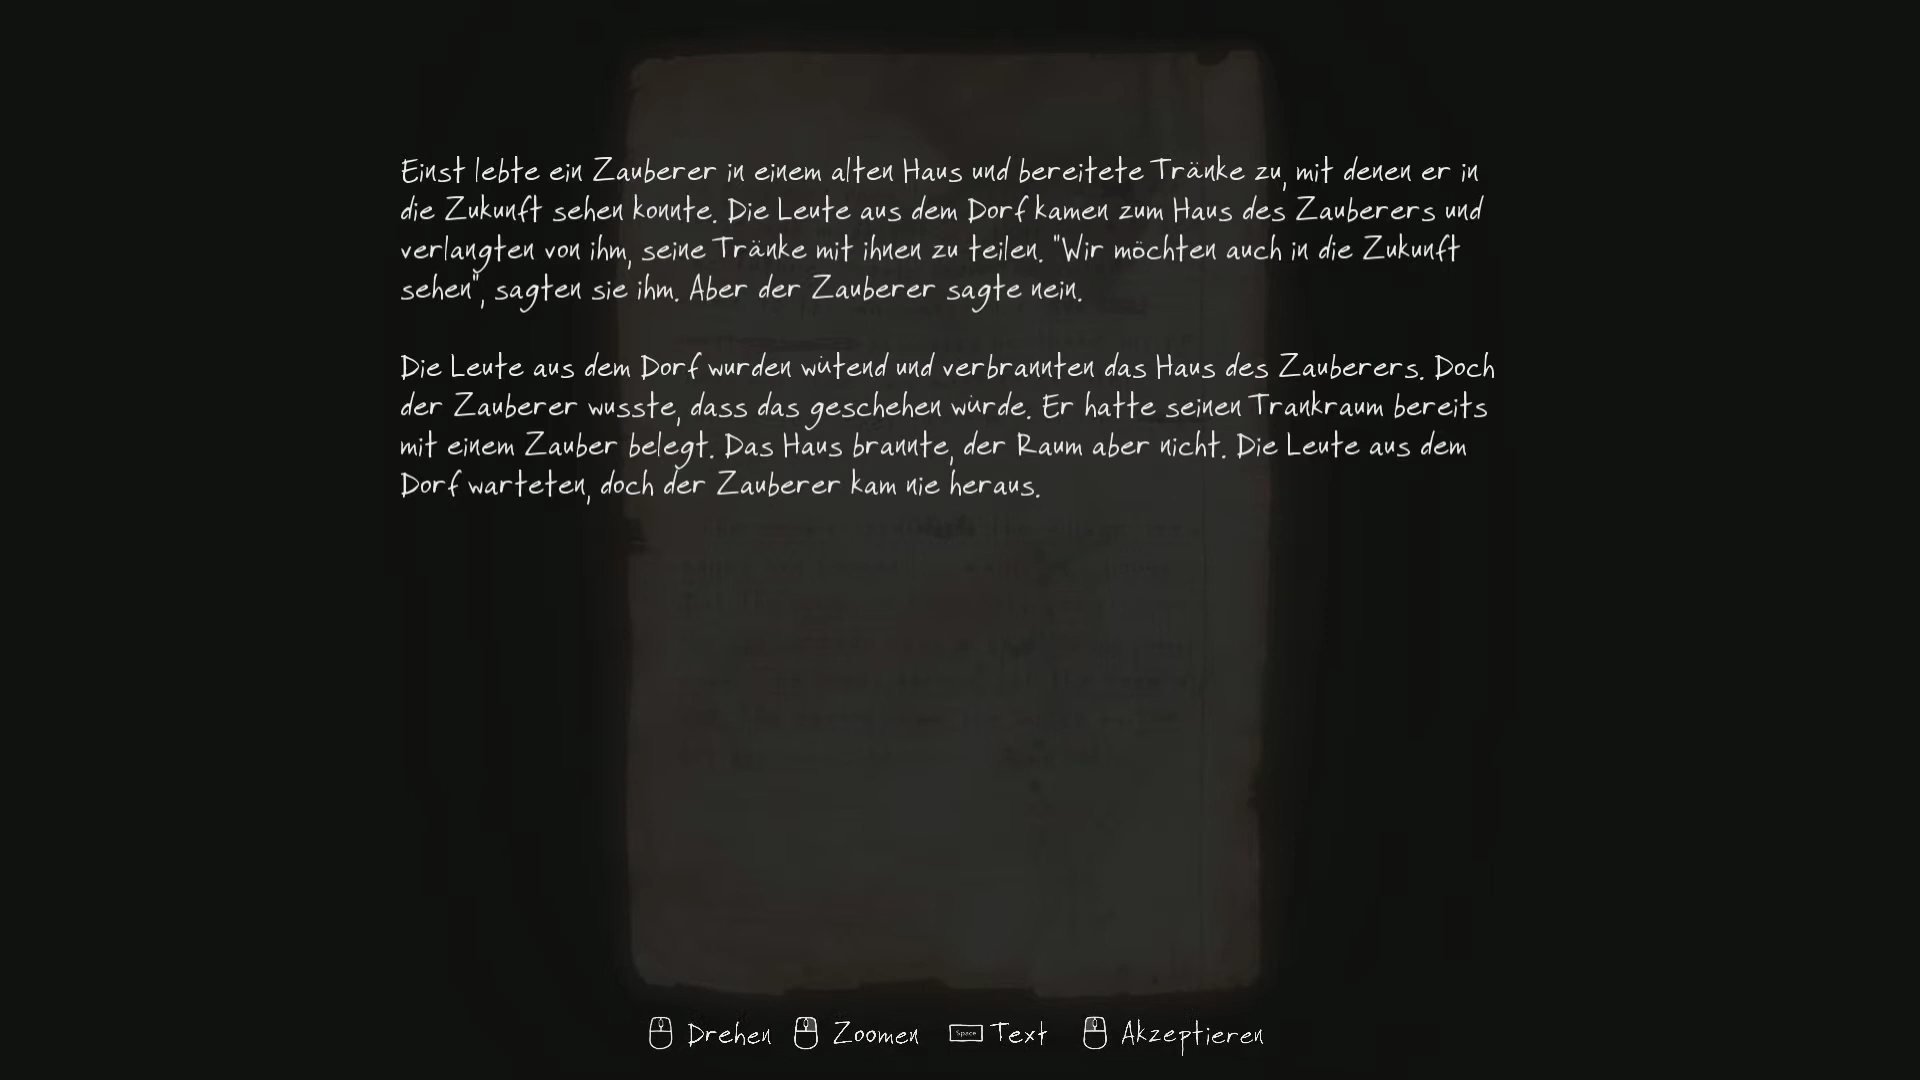 Einst lebte ein Zauberer in einem alten Haus und bereitete Tränke zu, mit denen er in
die Zukunft sehen konnte. Die Leute aus dem Dorf kamen zum Haus des Zauberers und
verlangten von ihm, seine Tränke mit ihnen zu teilen. "Wir möchten auch in die Zukunft
sehen", sagten sie ihm. Aber der Zauberer sagte nein.
Die Leute aus dem Dorf wurden wütend und verbrannten das Haus des Zauberers. Doch
der Zauberer wusste, dass das geschehen würde. Er hatte seinen Trankraum bereits
mit einem Zauber belegt. Das Haus brannte, der Raum aber nicht. Die Leute aus dem
Dorf warteten, doch der Zauberer kam nie heraus.
Drehen Zoomen Space Text Akzeptieren